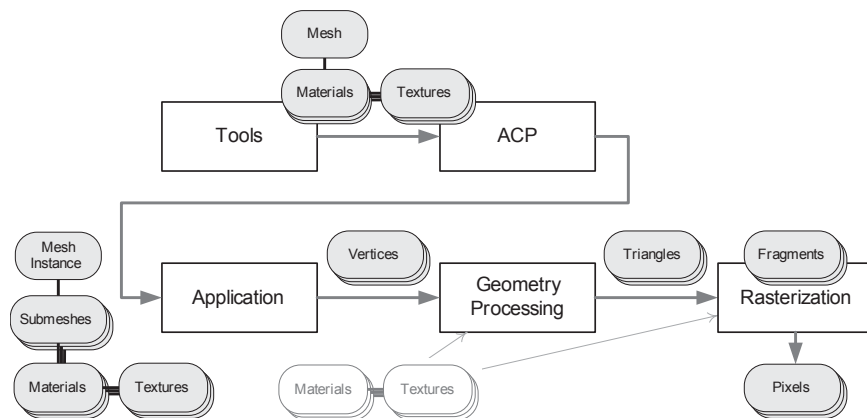 Mesh
Materials
Textures
Tools
ACP
Mesh
Instance
Vertices
Triangles
Fragments
Submeshes
Application
Geometry
Processing
Rasterization
Materials
Textures
Materials
Textures
Pixels